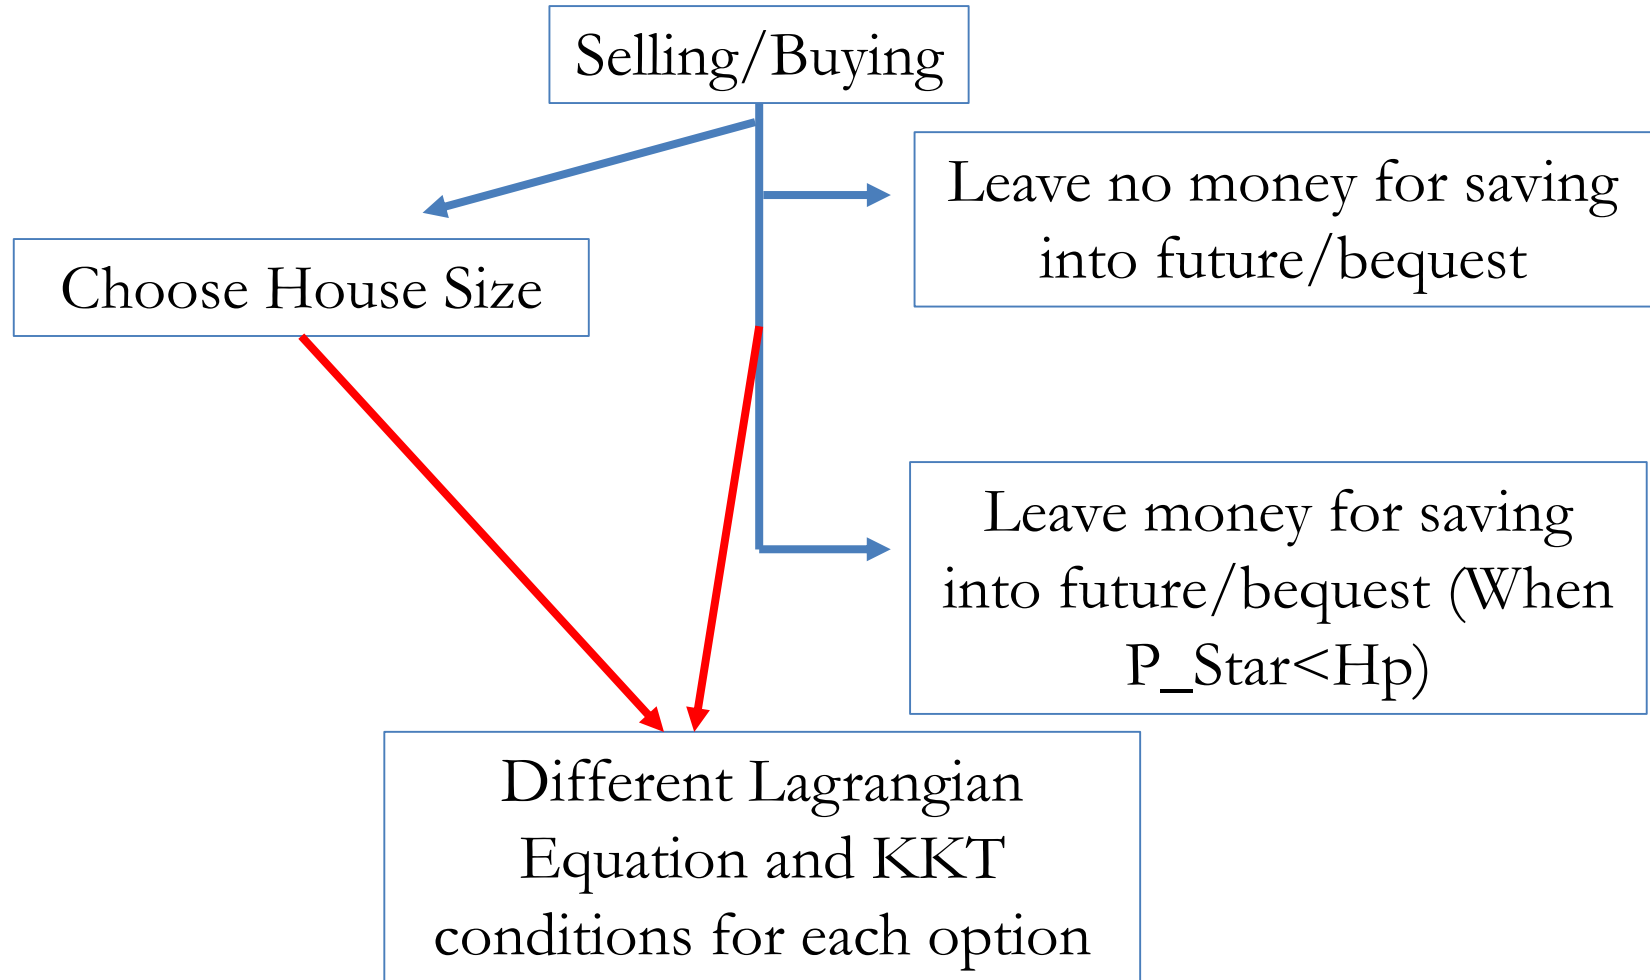 Selling/Buying
Leave no money for saving
into future/bequest
Choose House Size
Leave money for saving
into future/bequest (When
P_Star<Hp)
Different Lagrangian
Equation and KKT
conditions for each option